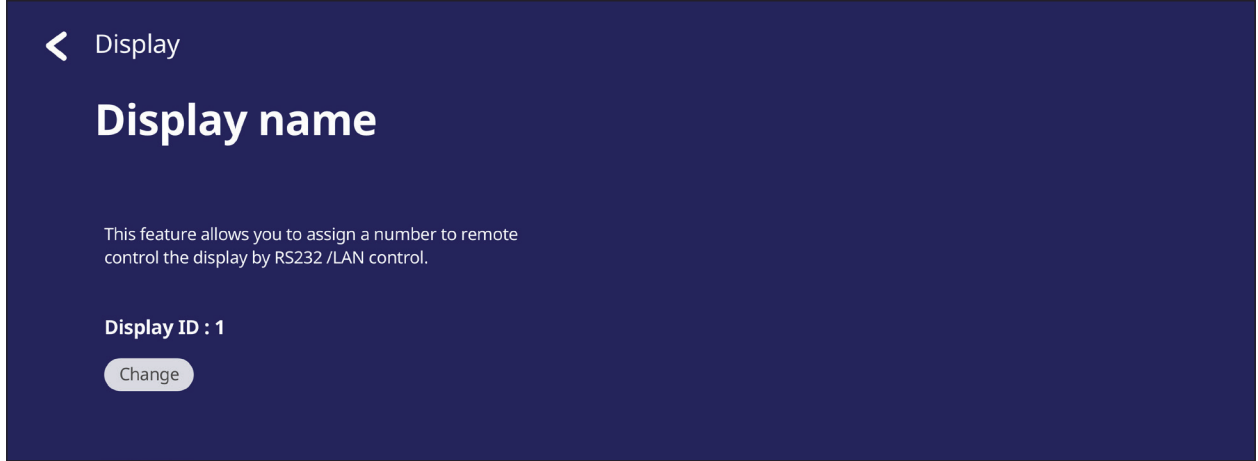 Display
Display name
This feature allows you to assign a number to remote
control the display by RS232 /LAN control.
Display ID : 1
Change